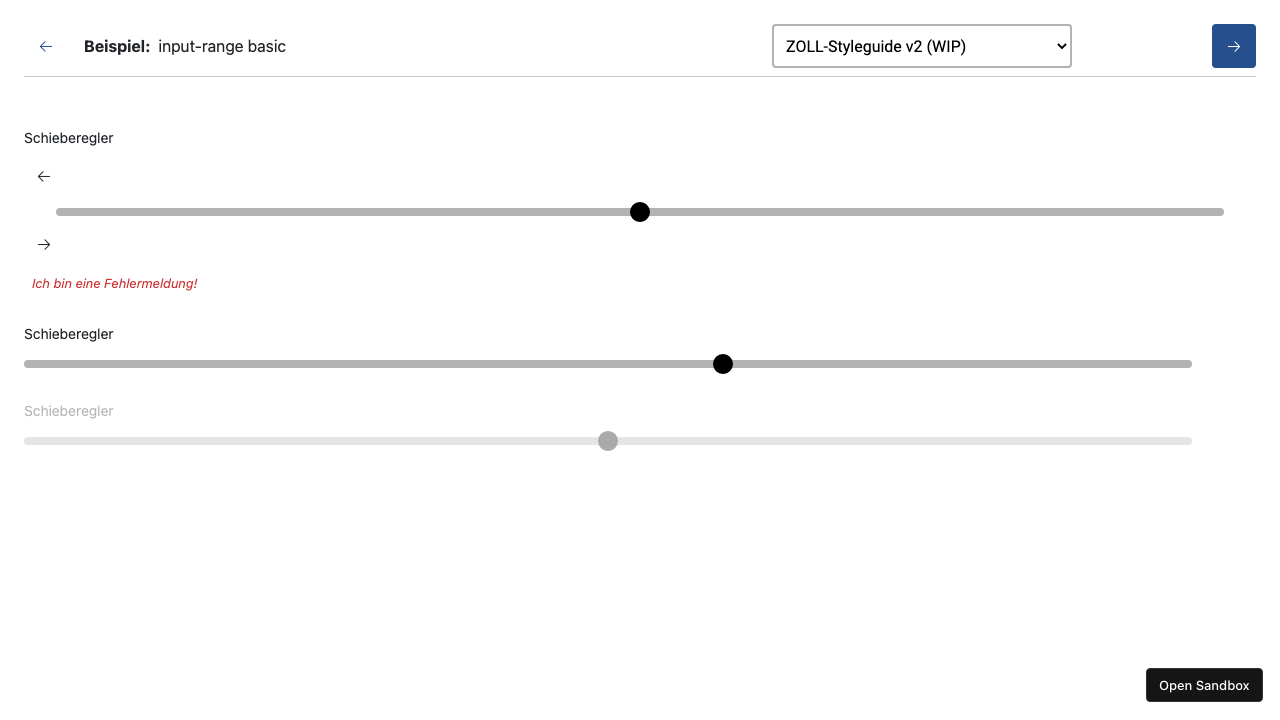 Beispiel: input-range basic
ZOLL-Styleguide v2 (WIP)
Schieberegler
Ich bin eine Fehlermeldung!
Schieberegler
Schieberegler
Open Sandbox